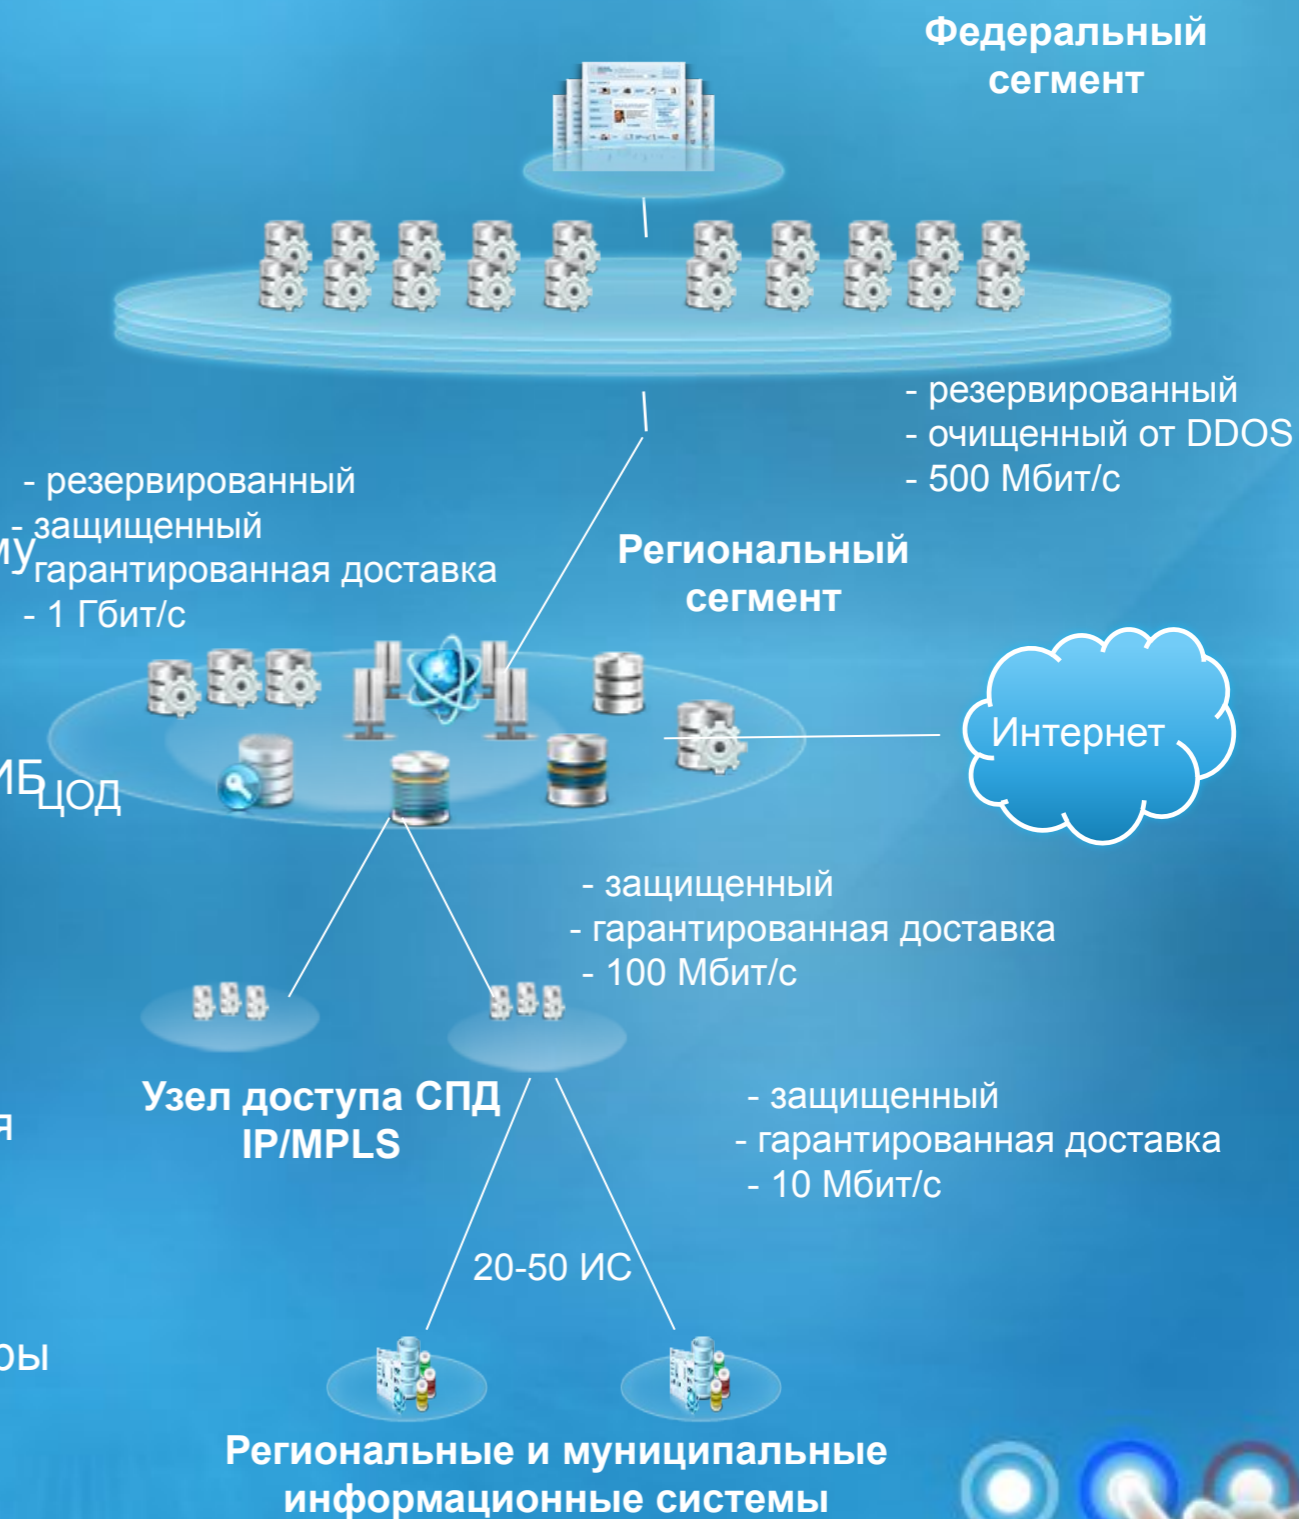 Федеральный
сегмент
- резервированный
- очищенный от DDOS
- 500 Мбит/с
- резервированный
- защищенный
гарантированная доставка
- 1 Гбит/с
Региональный
сегмент
Интернет
ЦОД
- защищенный
- гарантированная доставка
- 100 Мбит/с
Узел доступа СПД
IP/MPLS
- защищенный
- гарантированная доставка
- 10 Мбит/с
20-50 ИС
Региональные и муниципальные
информационные системы